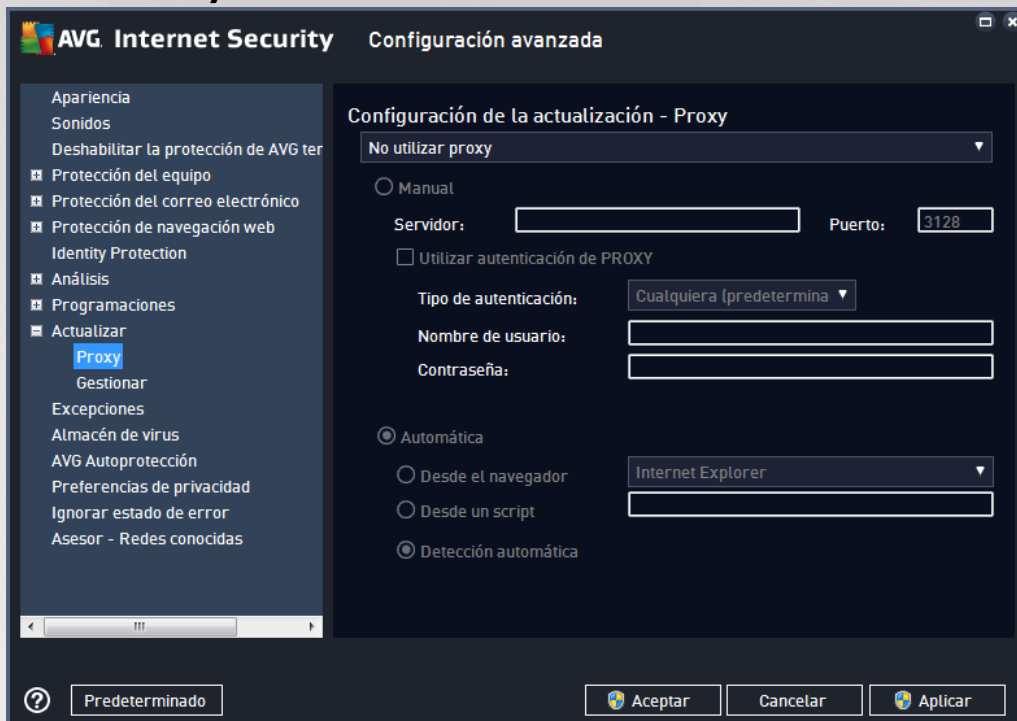 AVG Internet Security Configuración avanzada
Apariencia
Sonidos
Deshabilitar la protección de AVG ter
Protección del equipo
Protección del correo electrónico
Protección de navegación web
Identity Protection
Análisis
Programaciones
Actualizar
Proxy
Gestionar
Excepciones
Almacén de virus
AVG Autoprotección
Preferencias de privacidad
Ignorar estado de error
Asesor - Redes conocidas
Configuración de la actualización - Proxy
No utilizar proxy
Manual
Servidor: Puerto: 3128
Utilizar autenticación de PROXY
Tipo de autenticación: Cualquiera (predetermina
Nombre de usuario:
Contraseña:
Automática
Desde el navegador Internet Explorer
Desde un script
Detección automática
Predeterminado Aceptar Cancelar Aplicar